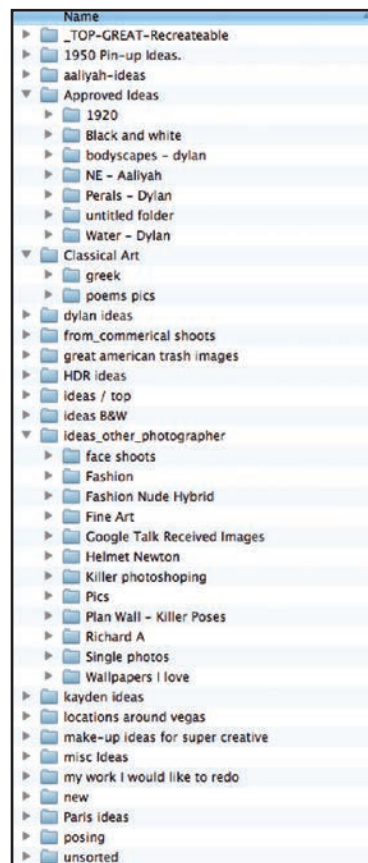 Name
_TOP-GREAT-Recreateable
1950 Pin-up Ideas.
aaliyah-ideas
Approved Ideas
1920
Black and white
bodyscapes - dylan
NE - Aaliyah
Perals - Dylan
untitled folder
Water - Dylan
Classical Art
greek
poems pics
dylan ideas
from_commerical shoots
great american trash images
HDR ideas
ideas / top
ideas B&W
ideas_other_photographer
face shoots
Fashion
Fashion Nude Hybrid
Fine Art
Google Talk Received Images
Helmet Newton
Killer photoshoping
Pics
Plan Wall - Killer Poses
Richard A
Single photos
Wallpapers I love
kayden ideas
locations around vegas
make-up ideas for super creative
misc Ideas
my work I would like to redo
new
Paris ideas
posing
unsorted